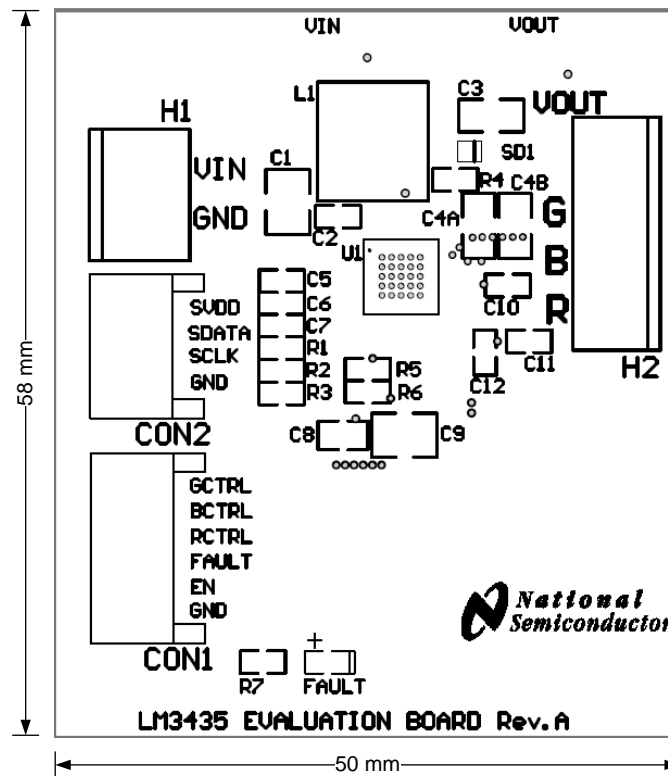 VIN VOUT
L1 C3
H1 VOUT
C1 SD1
VIN R4 C4B
GND C4A G
C2
U1 B
C5
SVDD C6 C10
SDATA C7 R
SCLK R1 C11
GND R2 R5 C12 H2
R3 R6
CON2 C8 C9
GCTRL
BCTRL
RCTRL
FAULT
EN
GND
National
Semiconductor
CON1
+
R7 FAULT
LM3435 EVALUATION BOARD Rev.A
58 mm
50 mm